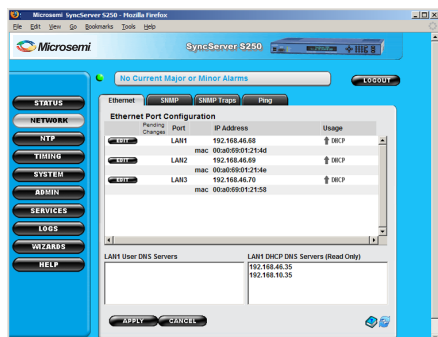 Microsemi SyncServer S250 - Mozilla Firefox
File Edit View Go Bookmarks Tools Help
Microsemi
SyncServer S250
No Current Major or Minor Alarms
LOGOUT
STATUS
NETWORK
NTP
TIMING
SYSTEM
ADMIN
SERVICES
LOGS
WIZARDS
HELP
Ethernet SNMP SNMP Traps Ping
Ethernet Port Configuration
Pending Changes Port IP Address Usage
EDIT LAN1 192.168.46.68 DHCP
mac 00:a0:69:01:21:4d
EDIT LAN2 192.168.46.69 DHCP
mac 00:a0:69:01:21:4e
EDIT LAN3 192.168.46.70 DHCP
mac 00:a0:69:01:21:58
LAN1 User DNS Servers
LAN1 DHCP DNS Servers (Read Only)
192.168.46.35
192.168.10.35
APPLY CANCEL